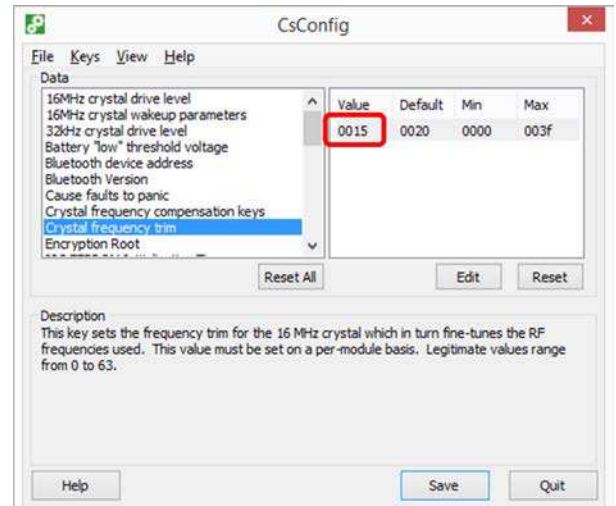 CsConfig
File Keys View Help
Data
16MHz crystal drive level
16MHz crystal wakeup parameters
32kHz crystal drive level
Battery "low" threshold voltage
Bluetooth device address
Bluetooth Version
Cause faults to panic
Crystal frequency compensation keys
Crystal frequency trim
Encryption Root
Value Default Min Max
0015 0020 0000 003f
Reset All
Edit Reset
Description
This key sets the frequency trim for the 16 MHz crystal which in turn fine-tunes the RF
frequencies used. This value must be set on a per-module basis. Legitimate values range
from 0 to 63.
Help Save Quit